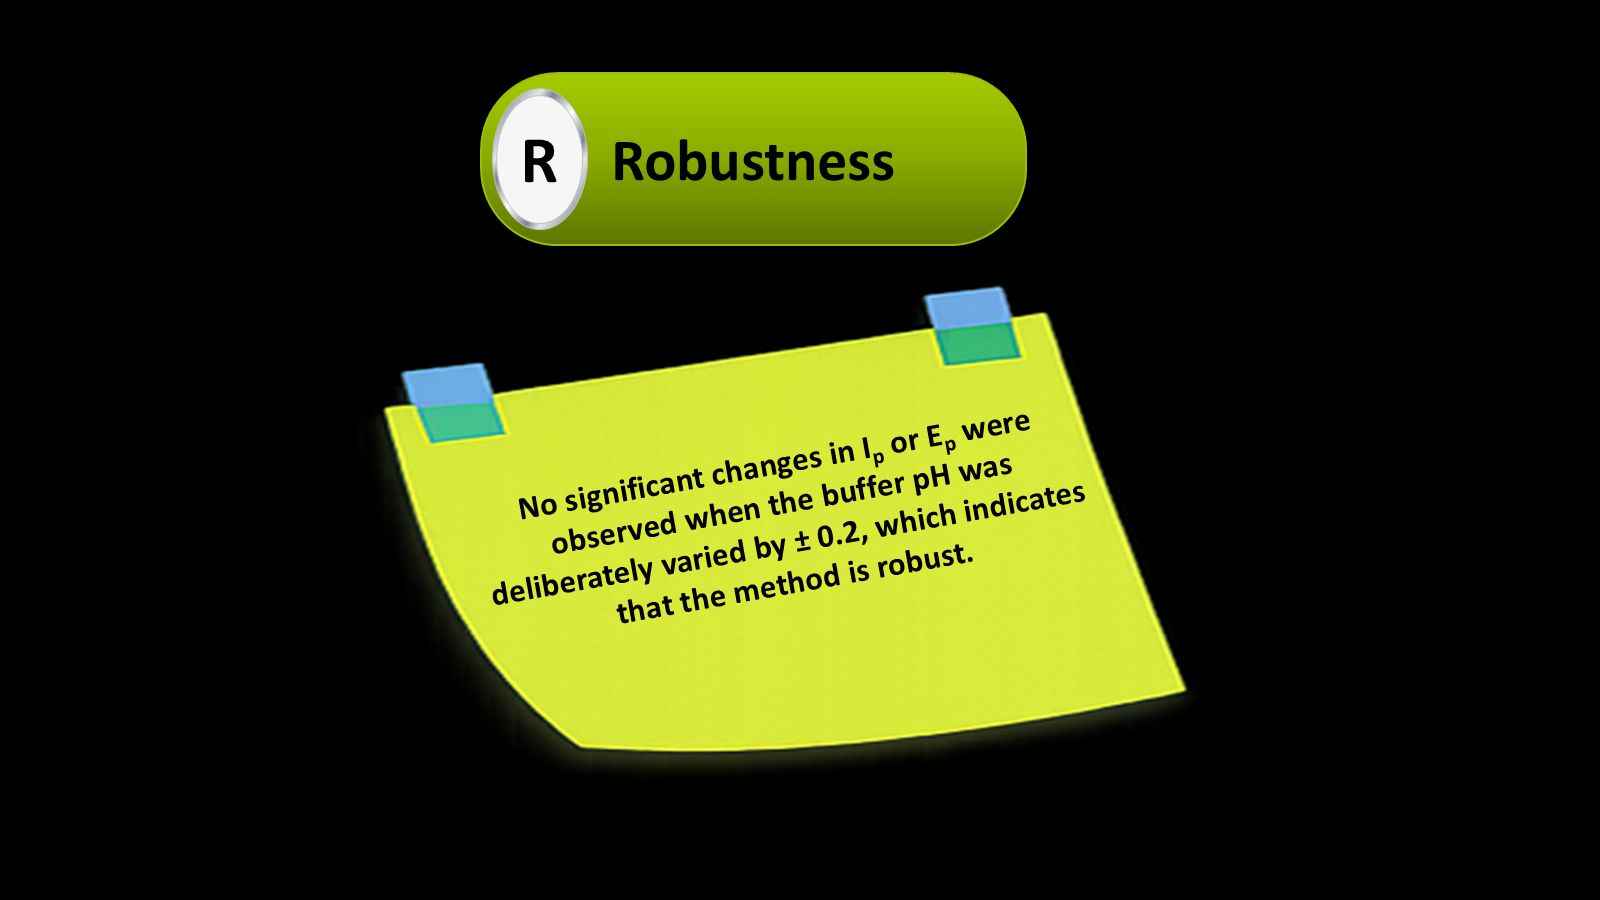 R Robustness
No significant changes in Ip or Ep were
observed when the buffer pH was
deliberately varied by ± 0.2, which indicates
that the method is robust.